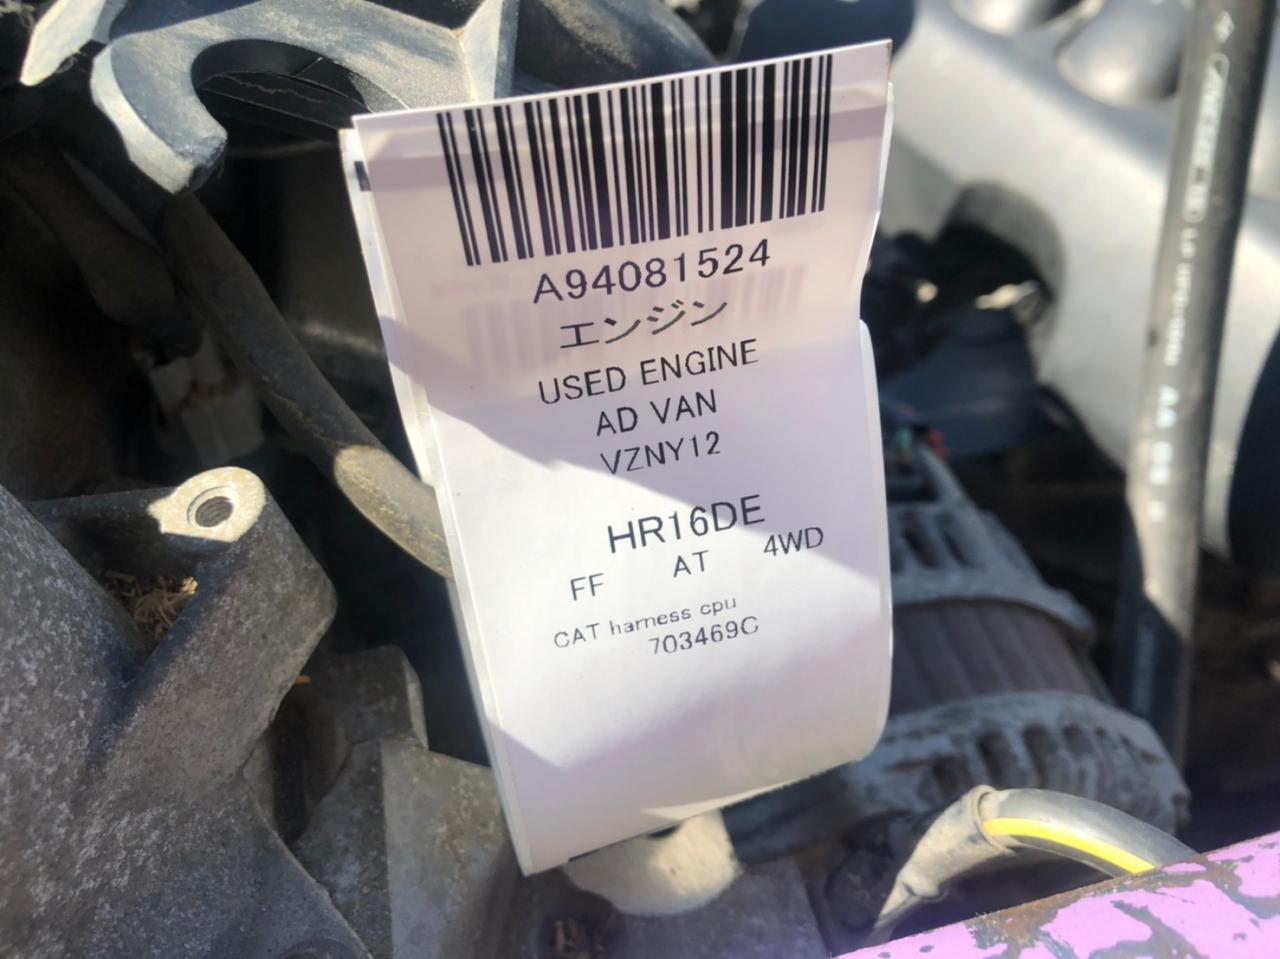 A94081524
エンジン
USED ENGINE
AD VAN
VZNY12
HR16DE
FF AT 4WD
CAT harness cpu
703469C